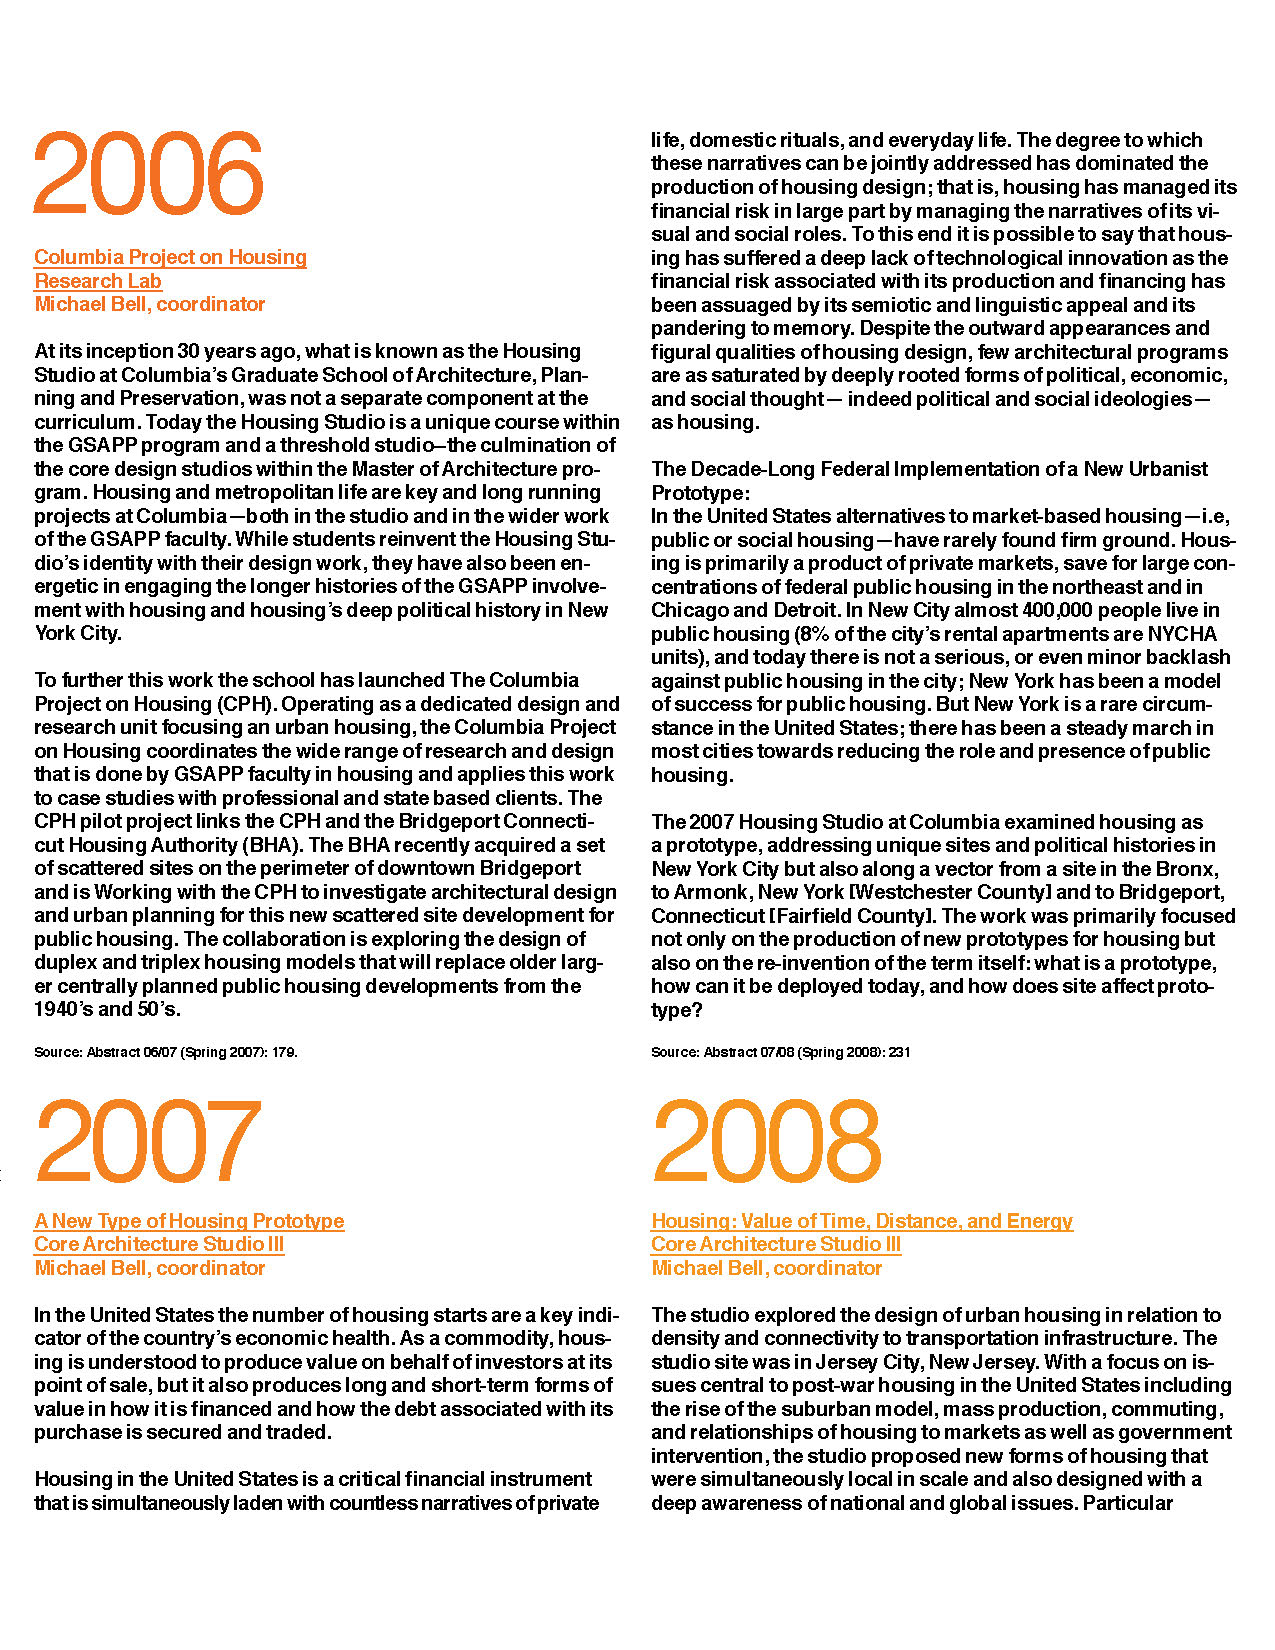 2006
Columbia Project on Housing
Research Lab
Michael Bell, coordinator
At its inception 30 years ago, what is known as the Housing
Studio at Columbia's Graduate School of Architecture, Plan-
ning and Preservation, was not a separate component at the
curriculum. Today the Housing Studio is a unique course within
the GSAPP program and a threshold studio—the culmination of
the core design studios within the Master of Architecture pro-
gram. Housing and metropolitan life are key and long running
projects at Columbia—both in the studio and in the wider work
of the GSAPP faculty. While students reinvent the Housing Stu-
dio's identity with their design work, they have also been en-
ergetic in engaging the longer histories of the GSAPP involve-
ment with housing and housing's deep political history in New
York City.
To further this work the school has launched The Columbia
Project on Housing (CPH). Operating as a dedicated design and
research unit focusing an urban housing, the Columbia Project
on Housing coordinates the wide range of research and design
that is done by GSAPP faculty in housing and applies this work
to case studies with professional and state based clients. The
CPH pilot project links the CPH and the Bridgeport Connecti-
cut Housing Authority (BHA). The BHA recently acquired a set
of scattered sites on the perimeter of downtown Bridgeport
and is Working with the CPH to investigate architectural design
and urban planning for this new scattered site development for
public housing. The collaboration is exploring the design of
duplex and triplex housing models that will replace older larg-
er centrally planned public housing developments from the
1940's and 50's.
Source: Abstract 06/07 (Spring 2007): 179.
2007
A New Type of Housing Prototype
Core Architecture Studio III
Michael Bell, coordinator
In the United States the number of housing starts are a key indi-
cator of the country's economic health. As a commodity, hous-
ing is understood to produce value on behalf of investors at its
point of sale, but it also produces long and short-term forms of
value in how it is financed and how the debt associated with its
purchase is secured and traded.
Housing in the United States is a critical financial instrument
that is simultaneously laden with countless narratives of private
life, domestic rituals, and everyday life. The degree to which
these narratives can be jointly addressed has dominated the
production of housing design; that is, housing has managed its
financial risk in large part by managing the narratives of its vi-
sual and social roles. To this end it is possible to say that hous-
ing has suffered a deep lack of technological innovation as the
financial risk associated with its production and financing has
been assuaged by its semiotic and linguistic appeal and its
pandering to memory. Despite the outward appearances and
figural qualities of housing design, few architectural programs
are as saturated by deeply rooted forms of political, economic,
and social thought— indeed political and social ideologies—
as housing.
The Decade-Long Federal Implementation of a New Urbanist
Prototype:
In the United States alternatives to market-based housing—i.e,
public or social housing—have rarely found firm ground. Hous-
ing is primarily a product of private markets, save for large con-
centrations of federal public housing in the northeast and in
Chicago and Detroit. In New City almost 400,000 people live in
public housing (8% of the city's rental apartments are NYCHA
units), and today there is not a serious, or even minor backlash
against public housing in the city; New York has been a model
of success for public housing. But New York is a rare circum-
stance in the United States; there has been a steady march in
most cities towards reducing the role and presence of public
housing.
The 2007 Housing Studio at Columbia examined housing as
a prototype, addressing unique sites and political histories in
New York City but also along a vector from a site in the Bronx,
to Armonk, New York [Westchester County] and to Bridgeport,
Connecticut [Fairfield County]. The work was primarily focused
not only on the production of new prototypes for housing but
also on the re-invention of the term itself: what is a prototype,
how can it be deployed today, and how does site affect proto-
type?
Source: Abstract 07/08 (Spring 2008): 231
2008
Housing: Value of Time, Distance, and Energy
Core Architecture Studio III
Michael Bell, coordinator
The studio explored the design of urban housing in relation to
density and connectivity to transportation infrastructure. The
studio site was in Jersey City, New Jersey. With a focus on is-
sues central to post-war housing in the United States including
the rise of the suburban model, mass production, commuting,
and relationships of housing to markets as well as government
intervention, the studio proposed new forms of housing that
were simultaneously local in scale and also designed with a
deep awareness of national and global issues. Particular